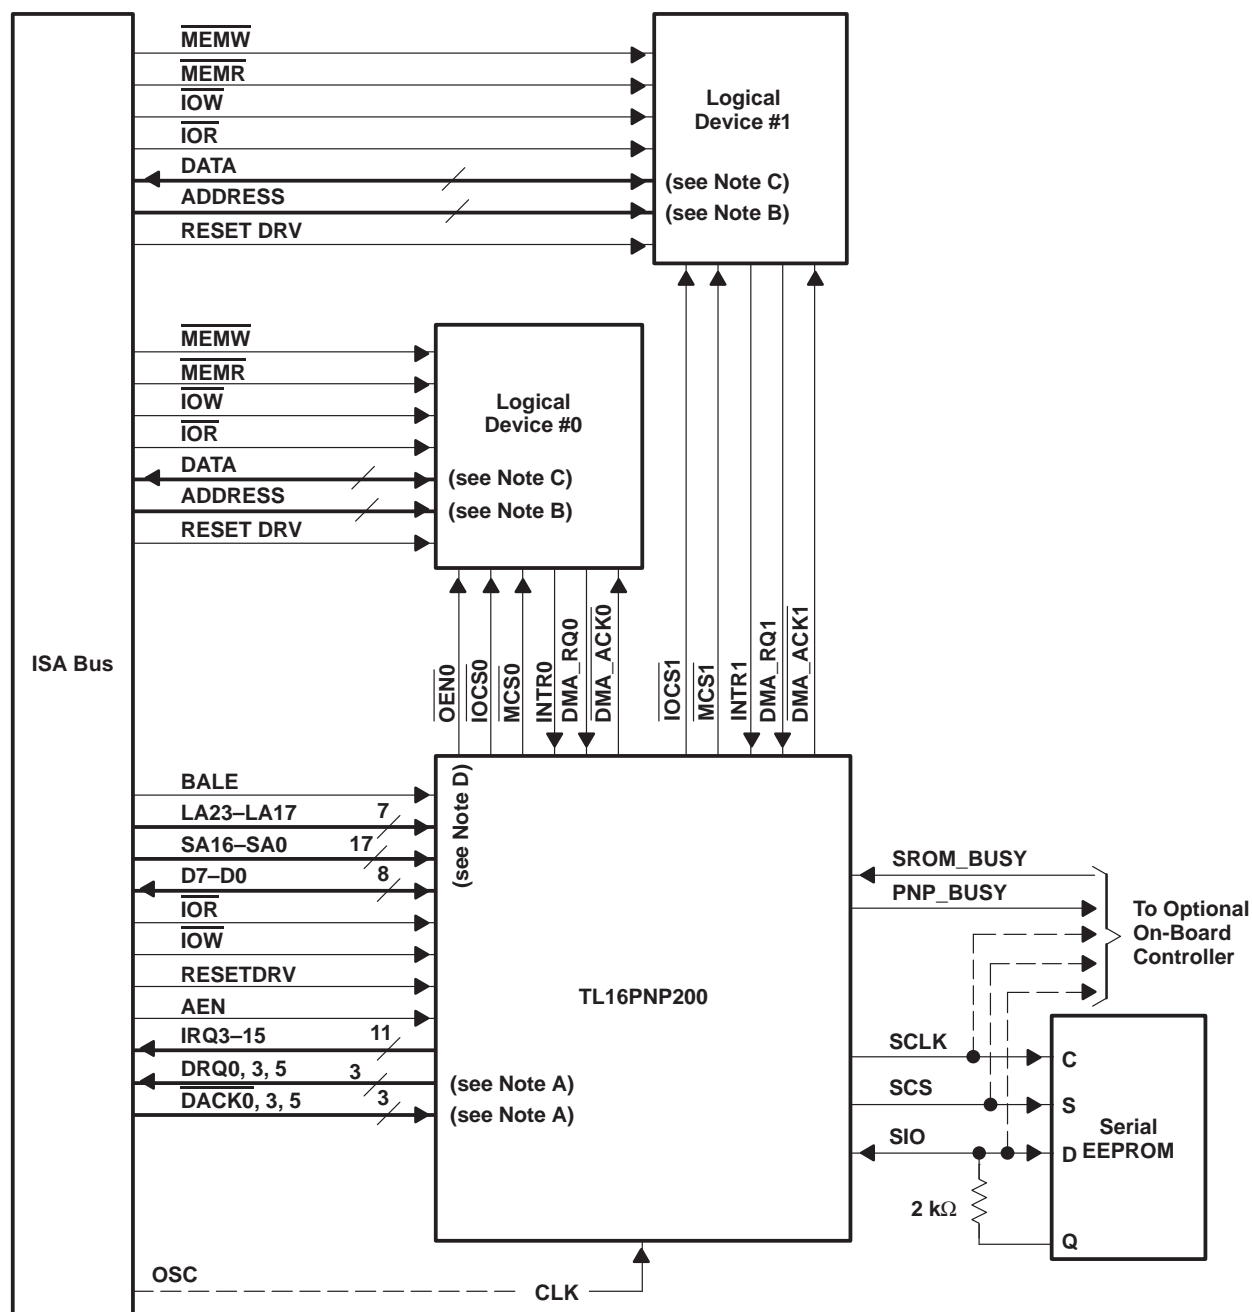 MEMW
MEMR
IOW
IOR
DATA
ADDRESS
RESET DRV
Logical
Device #1
(see Note C)
(see Note B)
MEMW
MEMR
IOW
IOR
DATA
ADDRESS
RESET DRV
Logical
Device #0
(see Note C)
(see Note B)
ISA Bus
OEN0
IOCS0
MCS0
INTR0
DMA_RQ0
DMA_ACK0
IOCS1
MCS1
INTR1
DMA_RQ1
DMA_ACK1
BALE
LA23–LA17 7
SA16–SA0 17
D7–D0 8
IOR
IOW
RESETDRV
AEN
IRQ3–15 11
DRQ0, 3, 5 3
DACK0, 3, 5 3
(see Note D)
(see Note A)
(see Note A)
TL16PNP200
SROM_BUSY
PNP_BUSY
To Optional
On-Board
Controller
SCLK
SCS
SIO
2 kΩ
C
S
D
Q
Serial
EEPROM
OSC
CLK